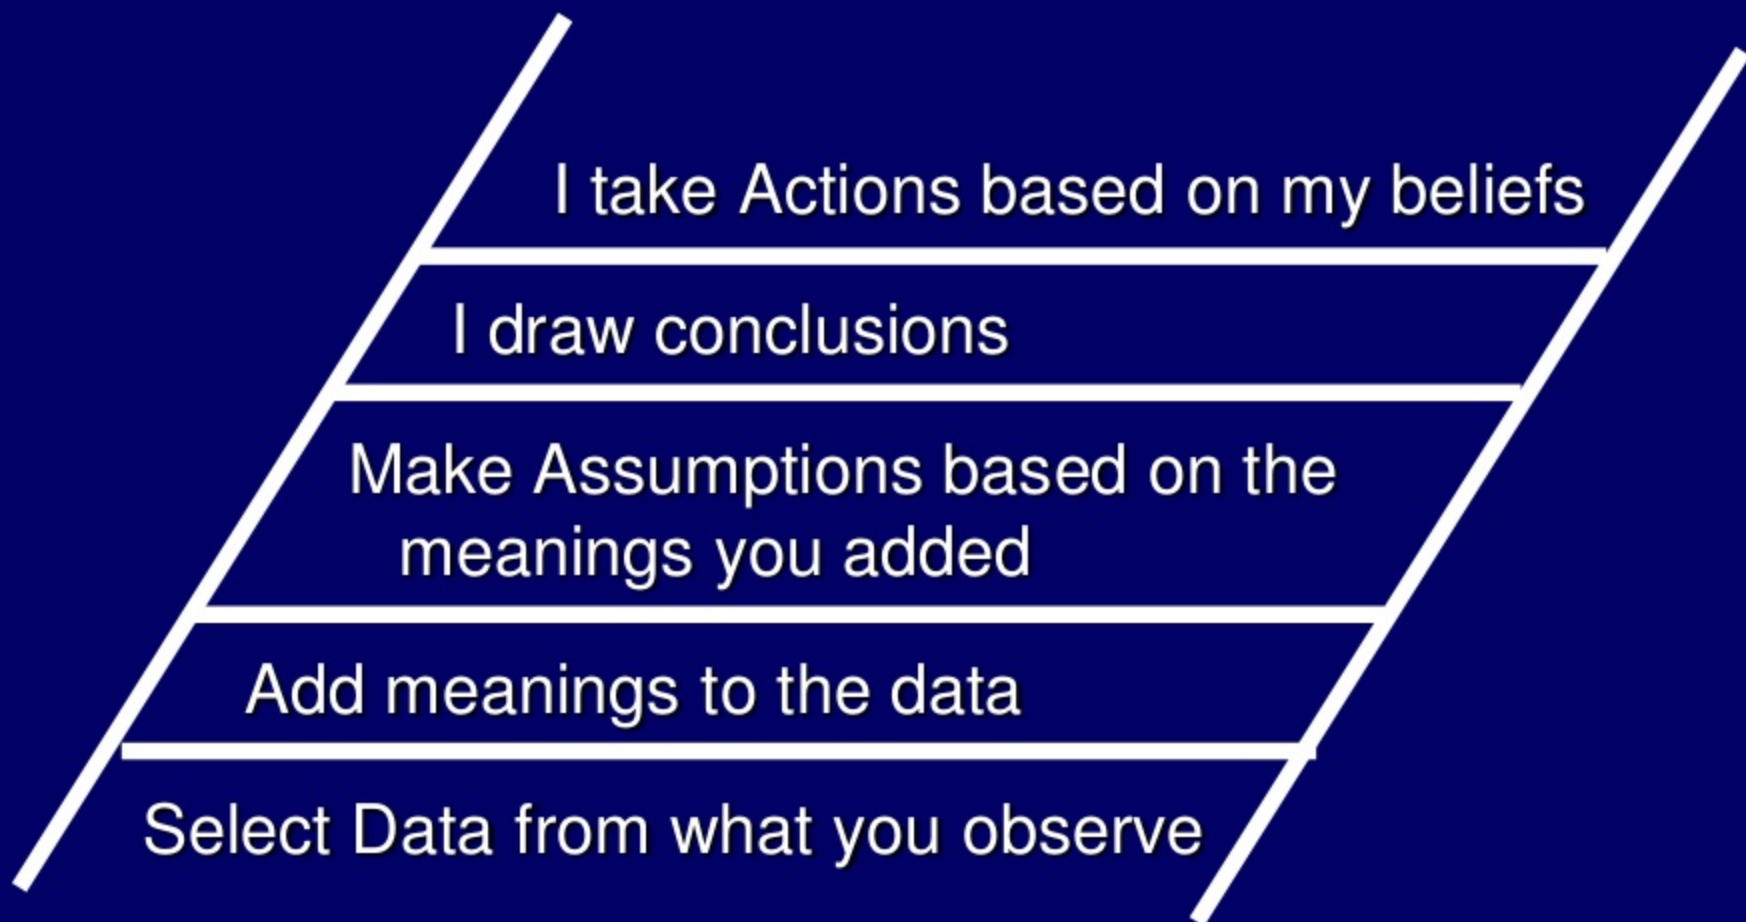 I take Actions based on my beliefs
I draw conclusions
Make Assumptions based on the
meanings you added
Add meanings to the data
Select Data from what you observe